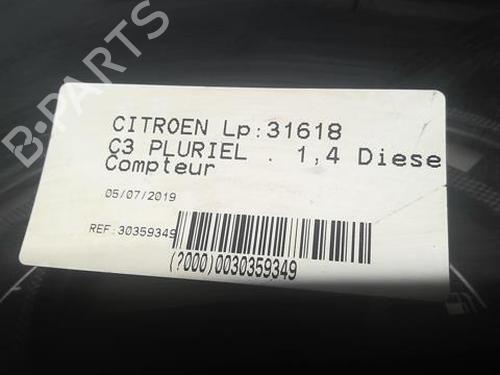 B-PARTS
CITROEN Lp:31618
C3 PLURIEL . 1,4 Diese
Compteur
05/07/2019
REF:30359349
(?000)0030359349